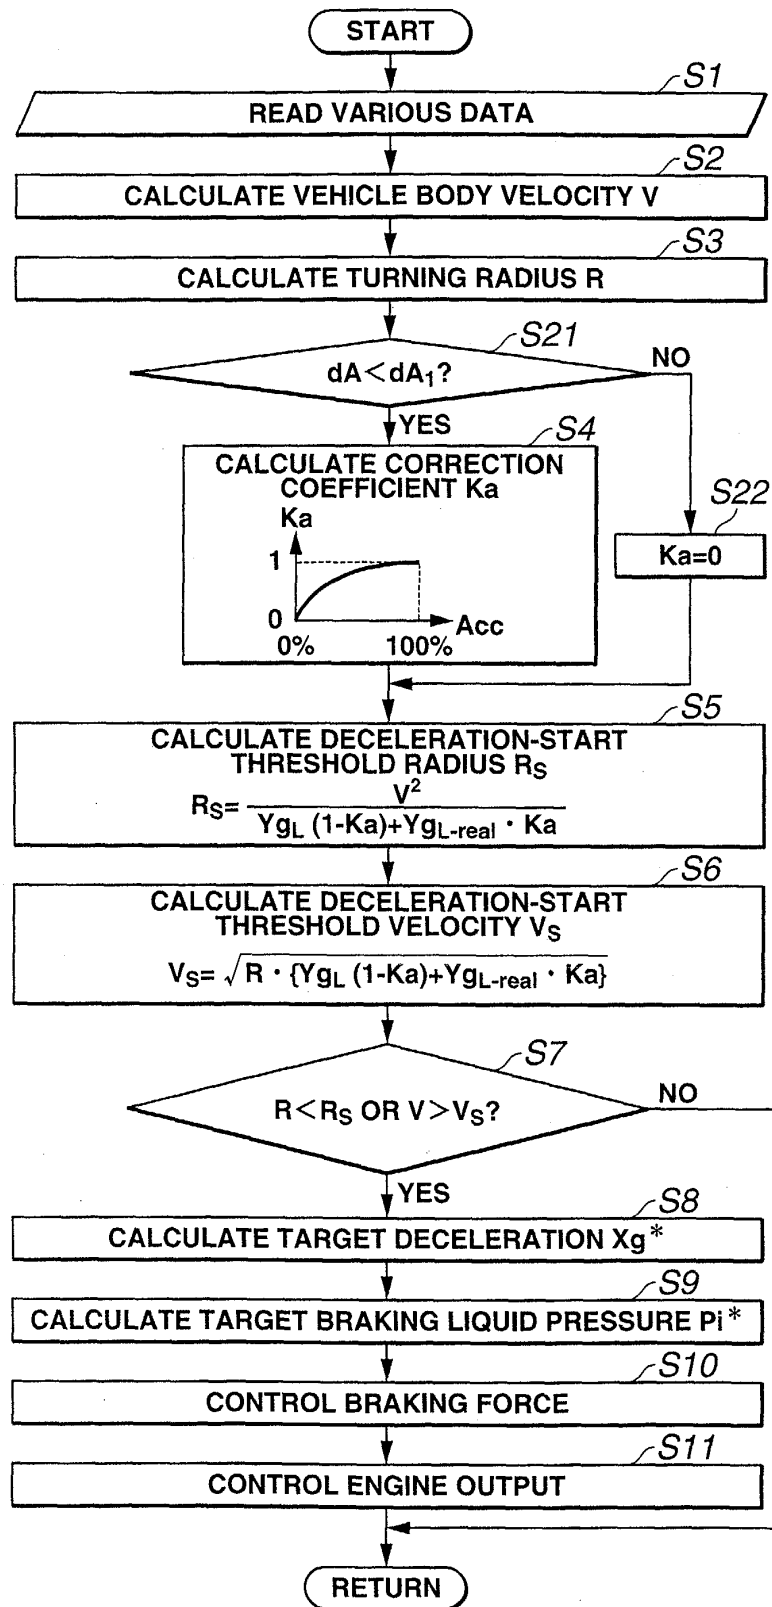 START
S1
READ VARIOUS DATA
S2
CALCULATE VEHICLE BODY VELOCITY V
S3
CALCULATE TURNING RADIUS R
S21
dA<dA1?
NO
YES
S4
CALCULATE CORRECTION
COEFFICIENT Ka
Ka
1
0
0% 100%
Acc
S22
Ka=0
S5
CALCULATE DECELERATION-START
THRESHOLD RADIUS RS
RS= V² / YgL (1-Ka)+YgL-real · Ka
S6
CALCULATE DECELERATION-START
THRESHOLD VELOCITY VS
VS= √R · {YgL (1-Ka)+YgL-real · Ka}
S7
R<RS OR V>VS?
NO
YES
S8
CALCULATE TARGET DECELERATION Xg*
S9
CALCULATE TARGET BRAKING LIQUID PRESSURE Pi*
S10
CONTROL BRAKING FORCE
S11
CONTROL ENGINE OUTPUT
RETURN